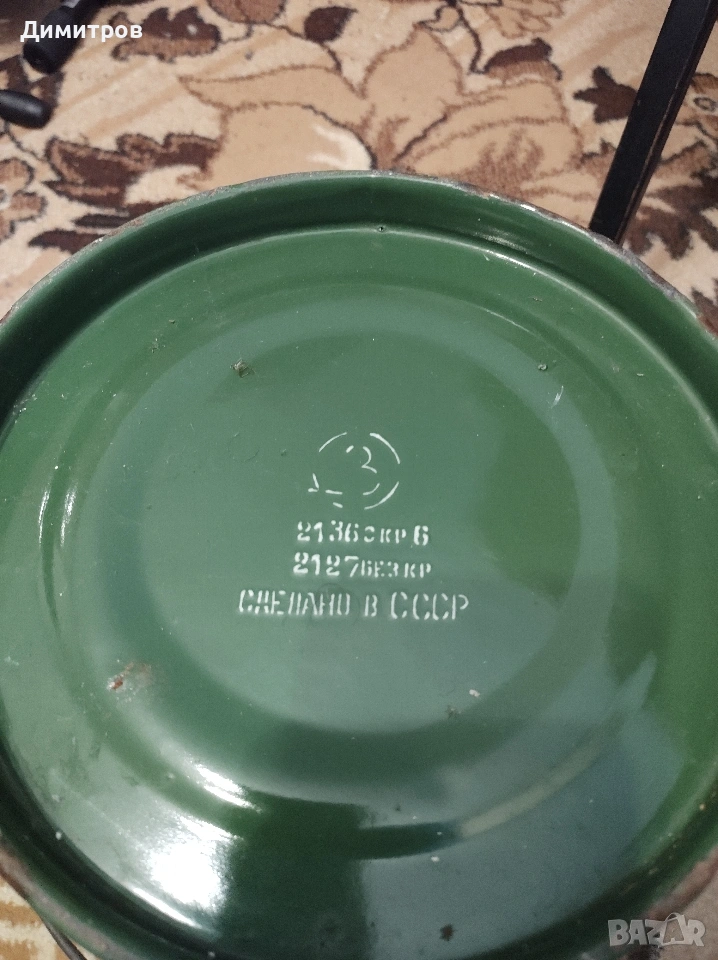 Димитров
2136 С КР 6
2127 БЕЗ КР
СДЕЛАНО В СССР
BAZAR